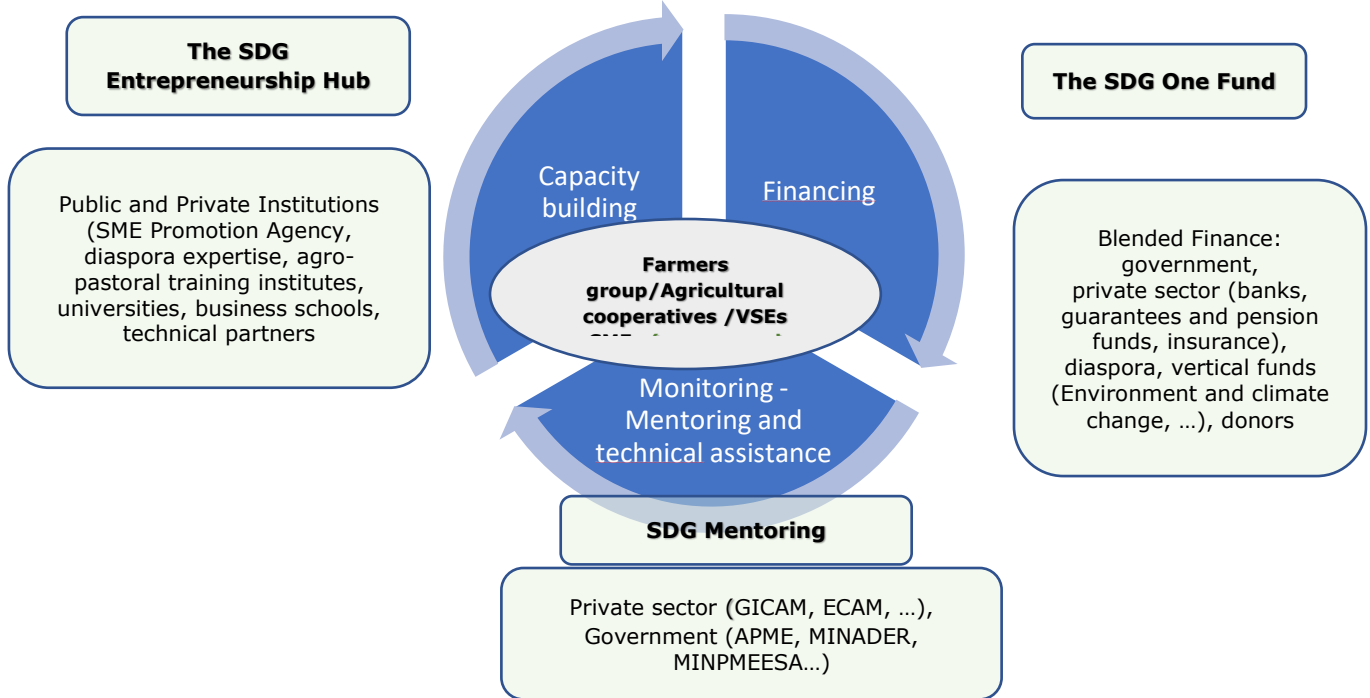 The SDG
Entrepreneurship Hub
Public and Private Institutions
(SME Promotion Agency,
diaspora expertise, agro-
pastoral training institutes,
universities, business schools,
technical partners
Capacity
building
Financing
Farmers
group/Agricultural
cooperatives /VSEs
The SDG One Fund
Blended Finance:
government,
private sector (banks,
guarantees and pension
funds, insurance),
diaspora, vertical funds
(Environment and climate
change, …), donors
Monitoring -
Mentoring and
technical assistance
SDG Mentoring
Private sector (GICAM, ECAM, …),
Government (APME, MINADER,
MINPMEESA…)